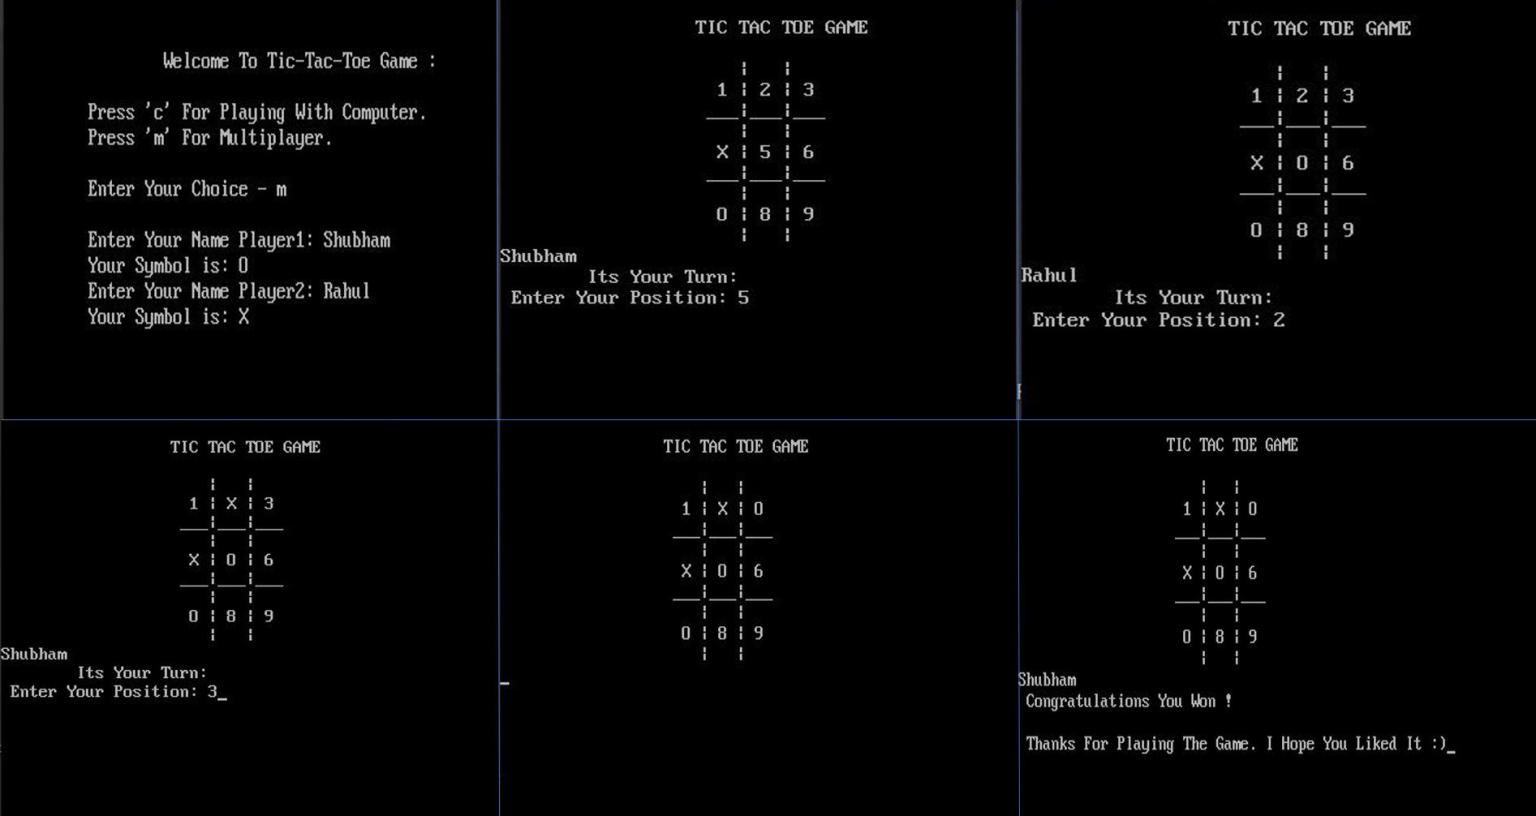 Welcome To Tic-Tac-Toe Game :
Press 'c' For Playing With Computer.
Press 'm' For Multiplayer.
Enter Your Choice - m
Enter Your Name Player1: Shubham
Your Symbol is: O
Enter Your Name Player2: Rahul
Your Symbol is: X
TIC TAC TOE GAME
1 ¦ 2 ¦ 3
X ¦ 5 ¦ 6
O ¦ 8 ¦ 9
Shubham
Its Your Turn:
Enter Your Position: 5
TIC TAC TOE GAME
1 ¦ 2 ¦ 3
X ¦ O ¦ 6
O ¦ 8 ¦ 9
Rahul
Its Your Turn:
Enter Your Position: 2
TIC TAC TOE GAME
1 ¦ X ¦ 3
X ¦ O ¦ 6
O ¦ 8 ¦ 9
Shubham
Its Your Turn:
Enter Your Position: 3_
TIC TAC TOE GAME
1 ¦ X ¦ O
X ¦ O ¦ 6
O ¦ 8 ¦ 9
TIC TAC TOE GAME
1 ¦ X ¦ O
X ¦ O ¦ 6
O ¦ 8 ¦ 9
Shubham
Congratulations You Won !
Thanks For Playing The Game. I Hope You Liked It :)_